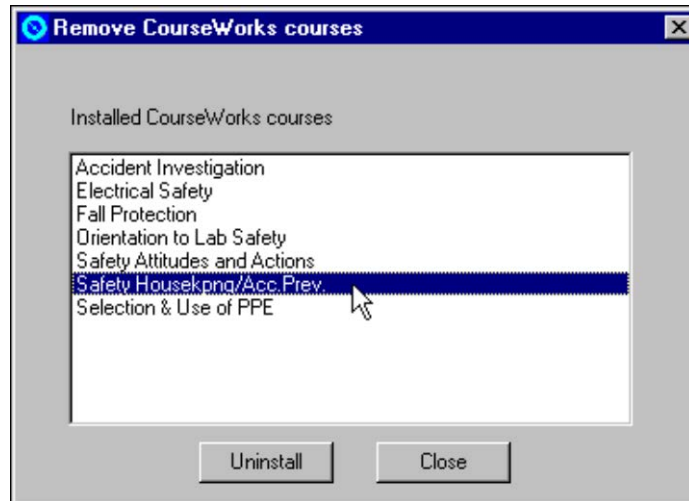 Remove CourseWorks courses
Installed CourseWorks courses
Accident Investigation
Electrical Safety
Fall Protection
Orientation to Lab Safety
Safety Attitudes and Actions
Safety Housekpng/Acc.Prev.
Selection & Use of PPE
Uninstall Close